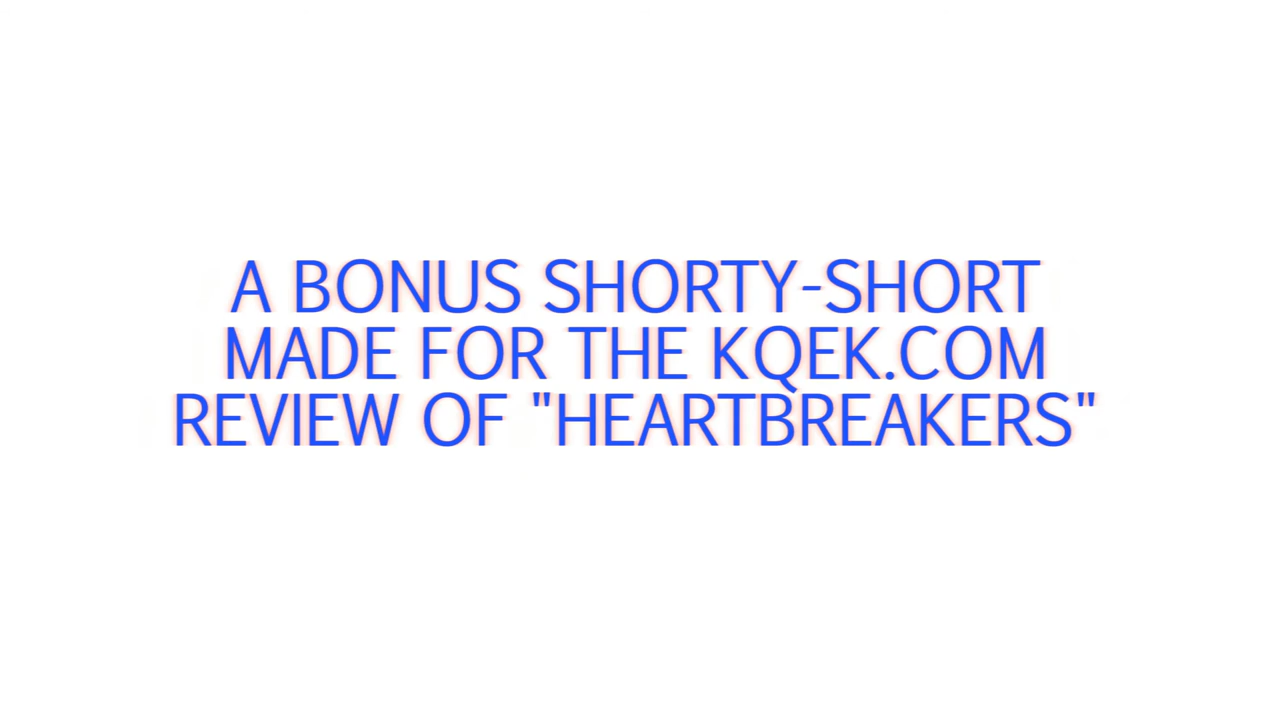 A BONUS SHORTY-SHORT
MADE FOR THE KQEK.COM
REVIEW OF "HEARTBREAKERS"